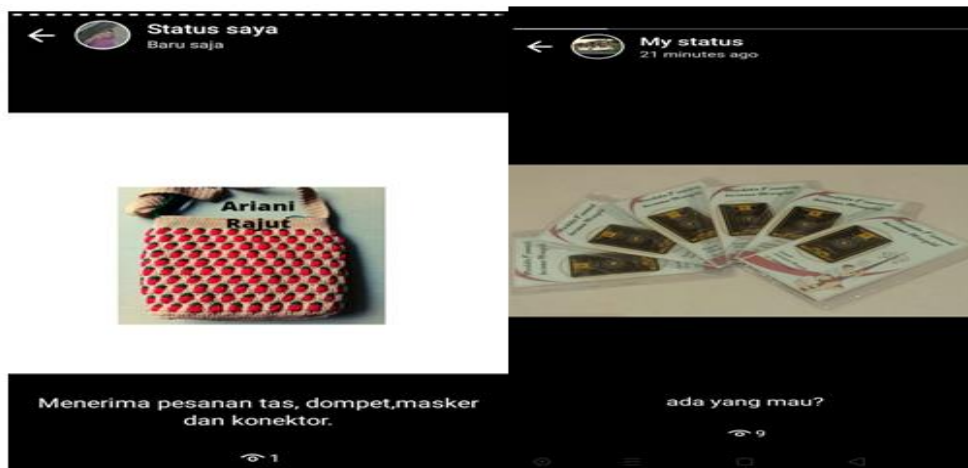 Status saya
Baru saja
Ariani
Rajut
Menerima pesanan tas, dompet,masker
dan konektor.
1
My status
21 minutes ago
ada yang mau?
9